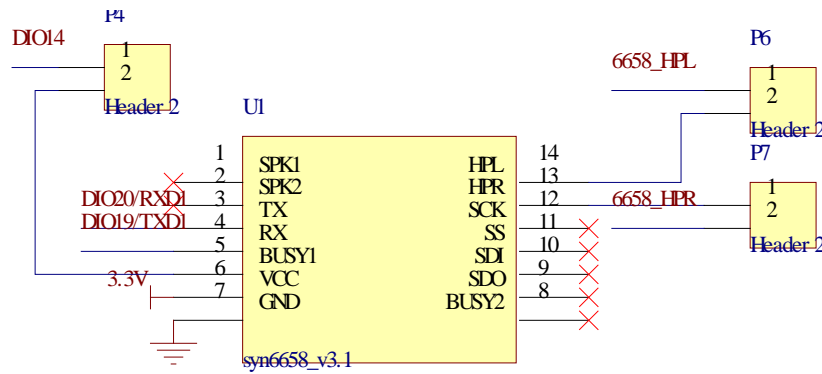 P4
DIO14
1
2
Header 2
P6
6658_HPL
1
2
Header 2
U1
1
SPK1
HPL
14
2
SPK2
HPR
13
DIO20/RXD1
3
TX
SCK
12
DIO19/TXD1
4
RX
SS
11
5
BUSY1
SDI
10
3.3V
6
VCC
SDO
9
7
GND
BUSY2
8
syn6658_v3.1
P7
6658_HPR
1
2
Header 2